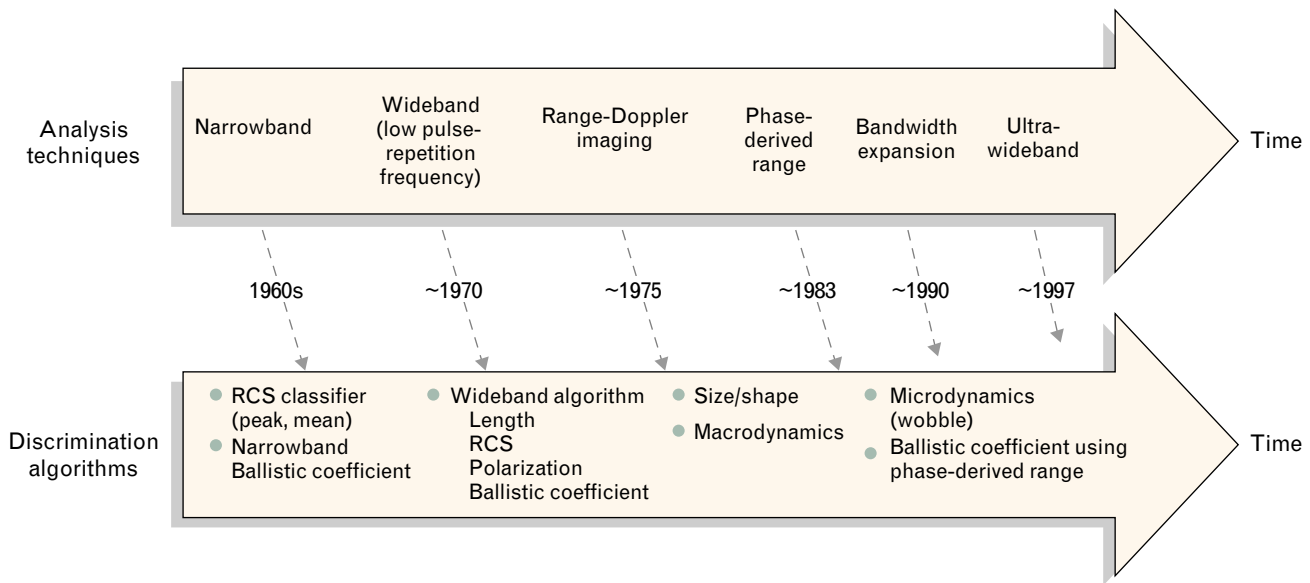 Analysis
techniques
Narrowband
Wideband
(low pulse-
repetition
frequency)
Range-Doppler
imaging
Phase-
derived
range
Bandwidth
expansion
Ultra-
wideband
Time
1960s
~1970
~1975
~1983
~1990
~1997
Discrimination
algorithms
RCS classifier
(peak, mean)
Narrowband
Ballistic coefficient
Wideband algorithm
Length
RCS
Polarization
Ballistic coefficient
Size/shape
Macrodynamics
Microdynamics
(wobble)
Ballistic coefficient using
phase-derived range
Time